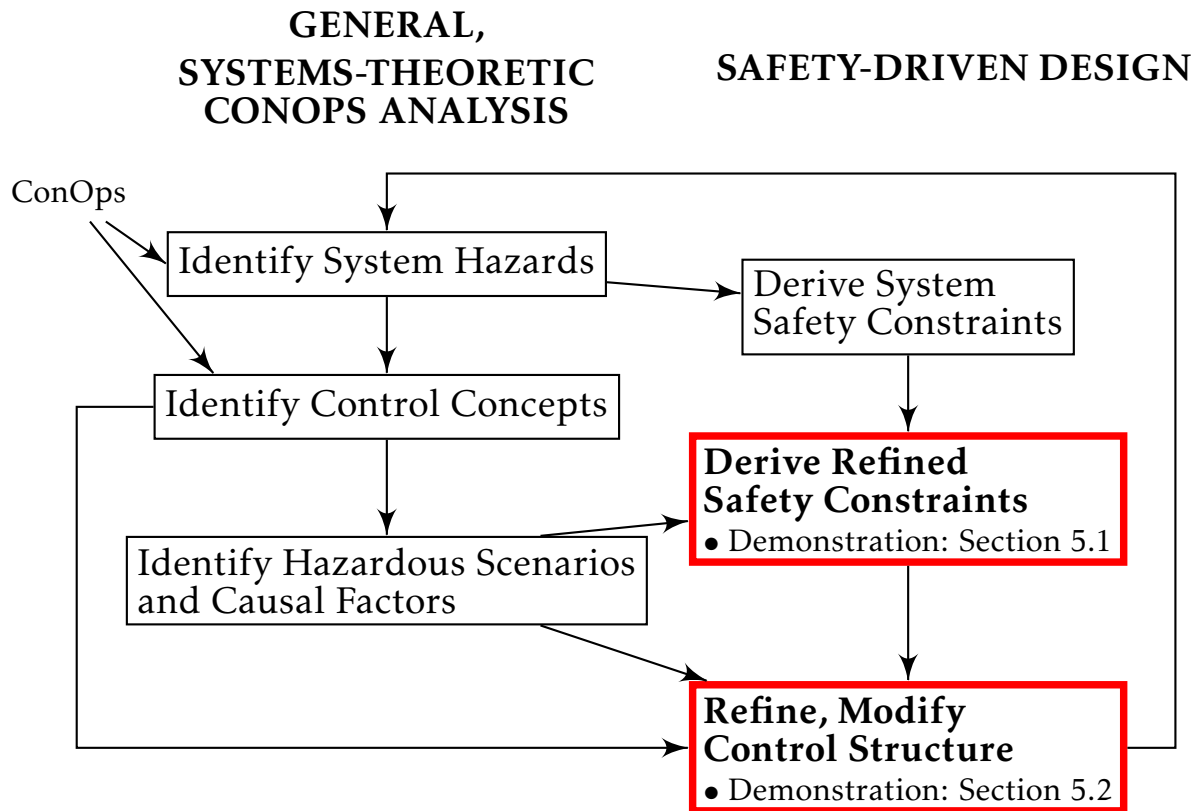 GENERAL,
SYSTEMS-THEORETIC
CONOPS ANALYSIS
SAFETY-DRIVEN DESIGN
ConOps
Identify System Hazards
Derive System
Safety Constraints
Identify Control Concepts
Derive Refined
Safety Constraints
• Demonstration: Section 5.1
Identify Hazardous Scenarios
and Causal Factors
Refine, Modify
Control Structure
• Demonstration: Section 5.2